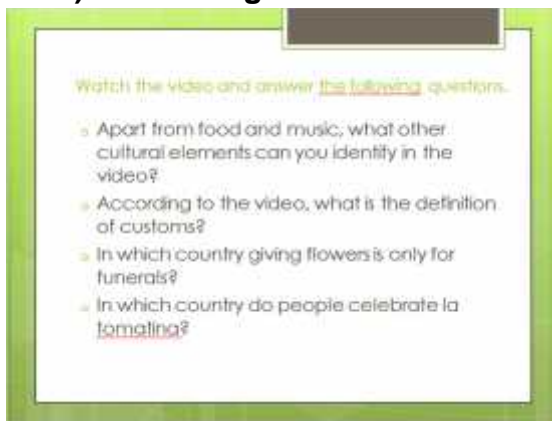 Watch the video and answer the following questions.
Apart from food and music, what other
cultural elements can you identify in the
video?
According to the video, what is the definition
of customs?
In which country giving flowers is only for
funerals?
In which country do people celebrate la
tomatina?